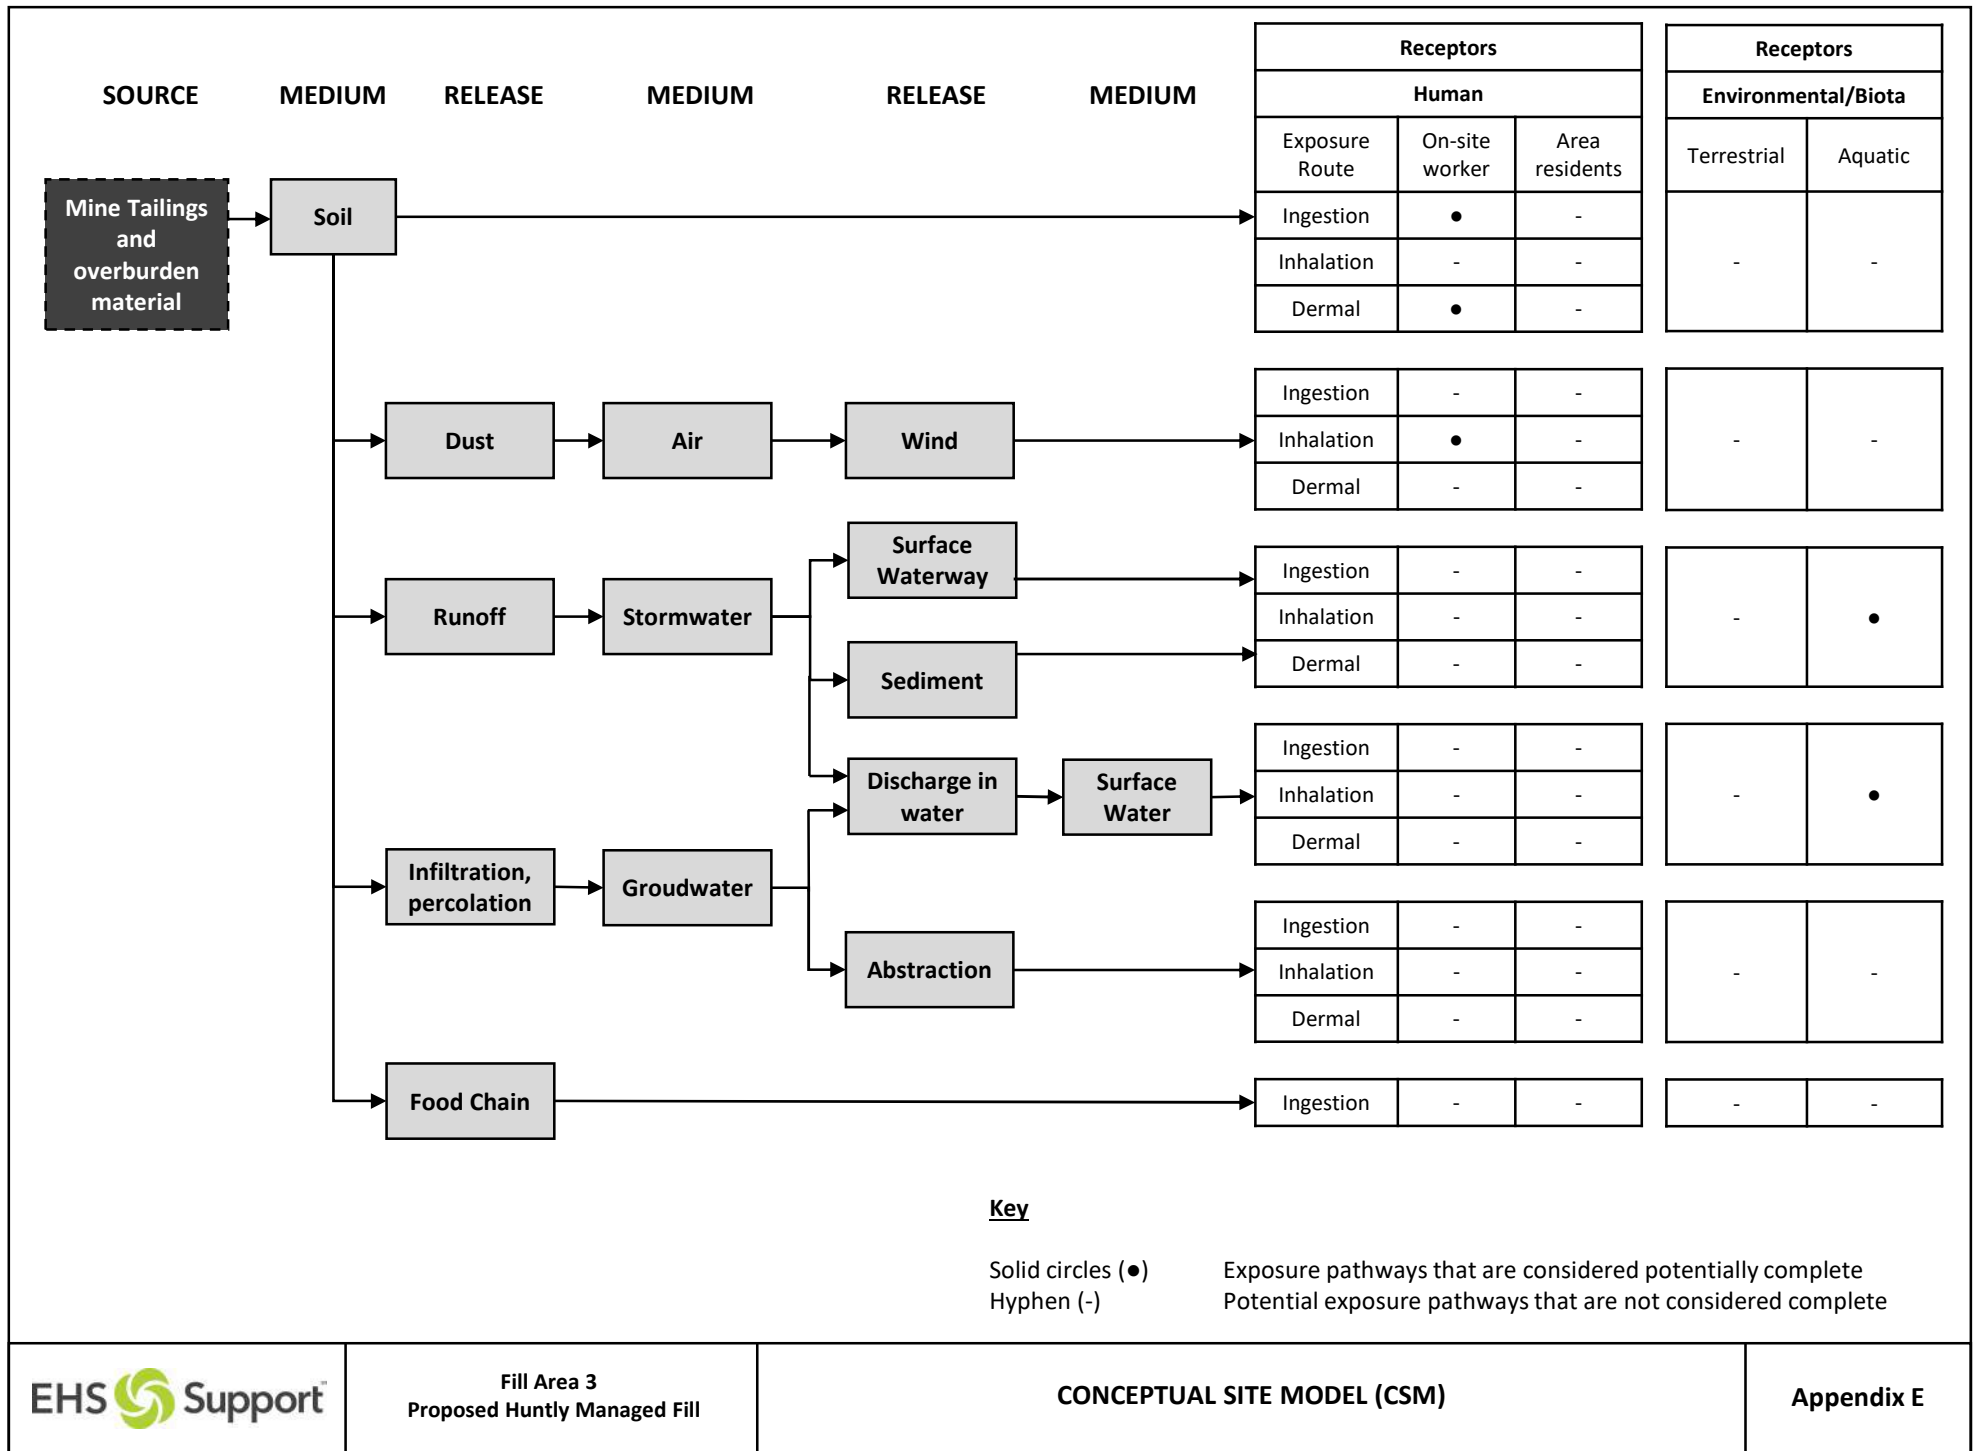 SOURCE MEDIUM RELEASE MEDIUM RELEASE MEDIUM
Receptors
Human
Exposure Route On-site worker Area residents
Receptors
Environmental/Biota
Terrestrial Aquatic
Mine Tailings
and
overburden
material
Soil
Ingestion ● -
Inhalation - -
Dermal ● -
- -
Dust Air Wind
Ingestion - -
Inhalation ● -
Dermal - -
- -
Runoff Stormwater
Surface
Waterway
Sediment
Ingestion - -
Inhalation - -
Dermal - -
- ●
Discharge in
water
Surface
Water
Ingestion - -
Inhalation - -
Dermal - -
- ●
Infiltration,
percolation
Groudwater
Abstraction
Ingestion - -
Inhalation - -
Dermal - -
- -
Food Chain
Ingestion - -
- -
Key
Solid circles (●) Exposure pathways that are considered potentially complete
Hyphen (-) Potential exposure pathways that are not considered complete
EHS Support
Fill Area 3
Proposed Huntly Managed Fill
CONCEPTUAL SITE MODEL (CSM)
Appendix E